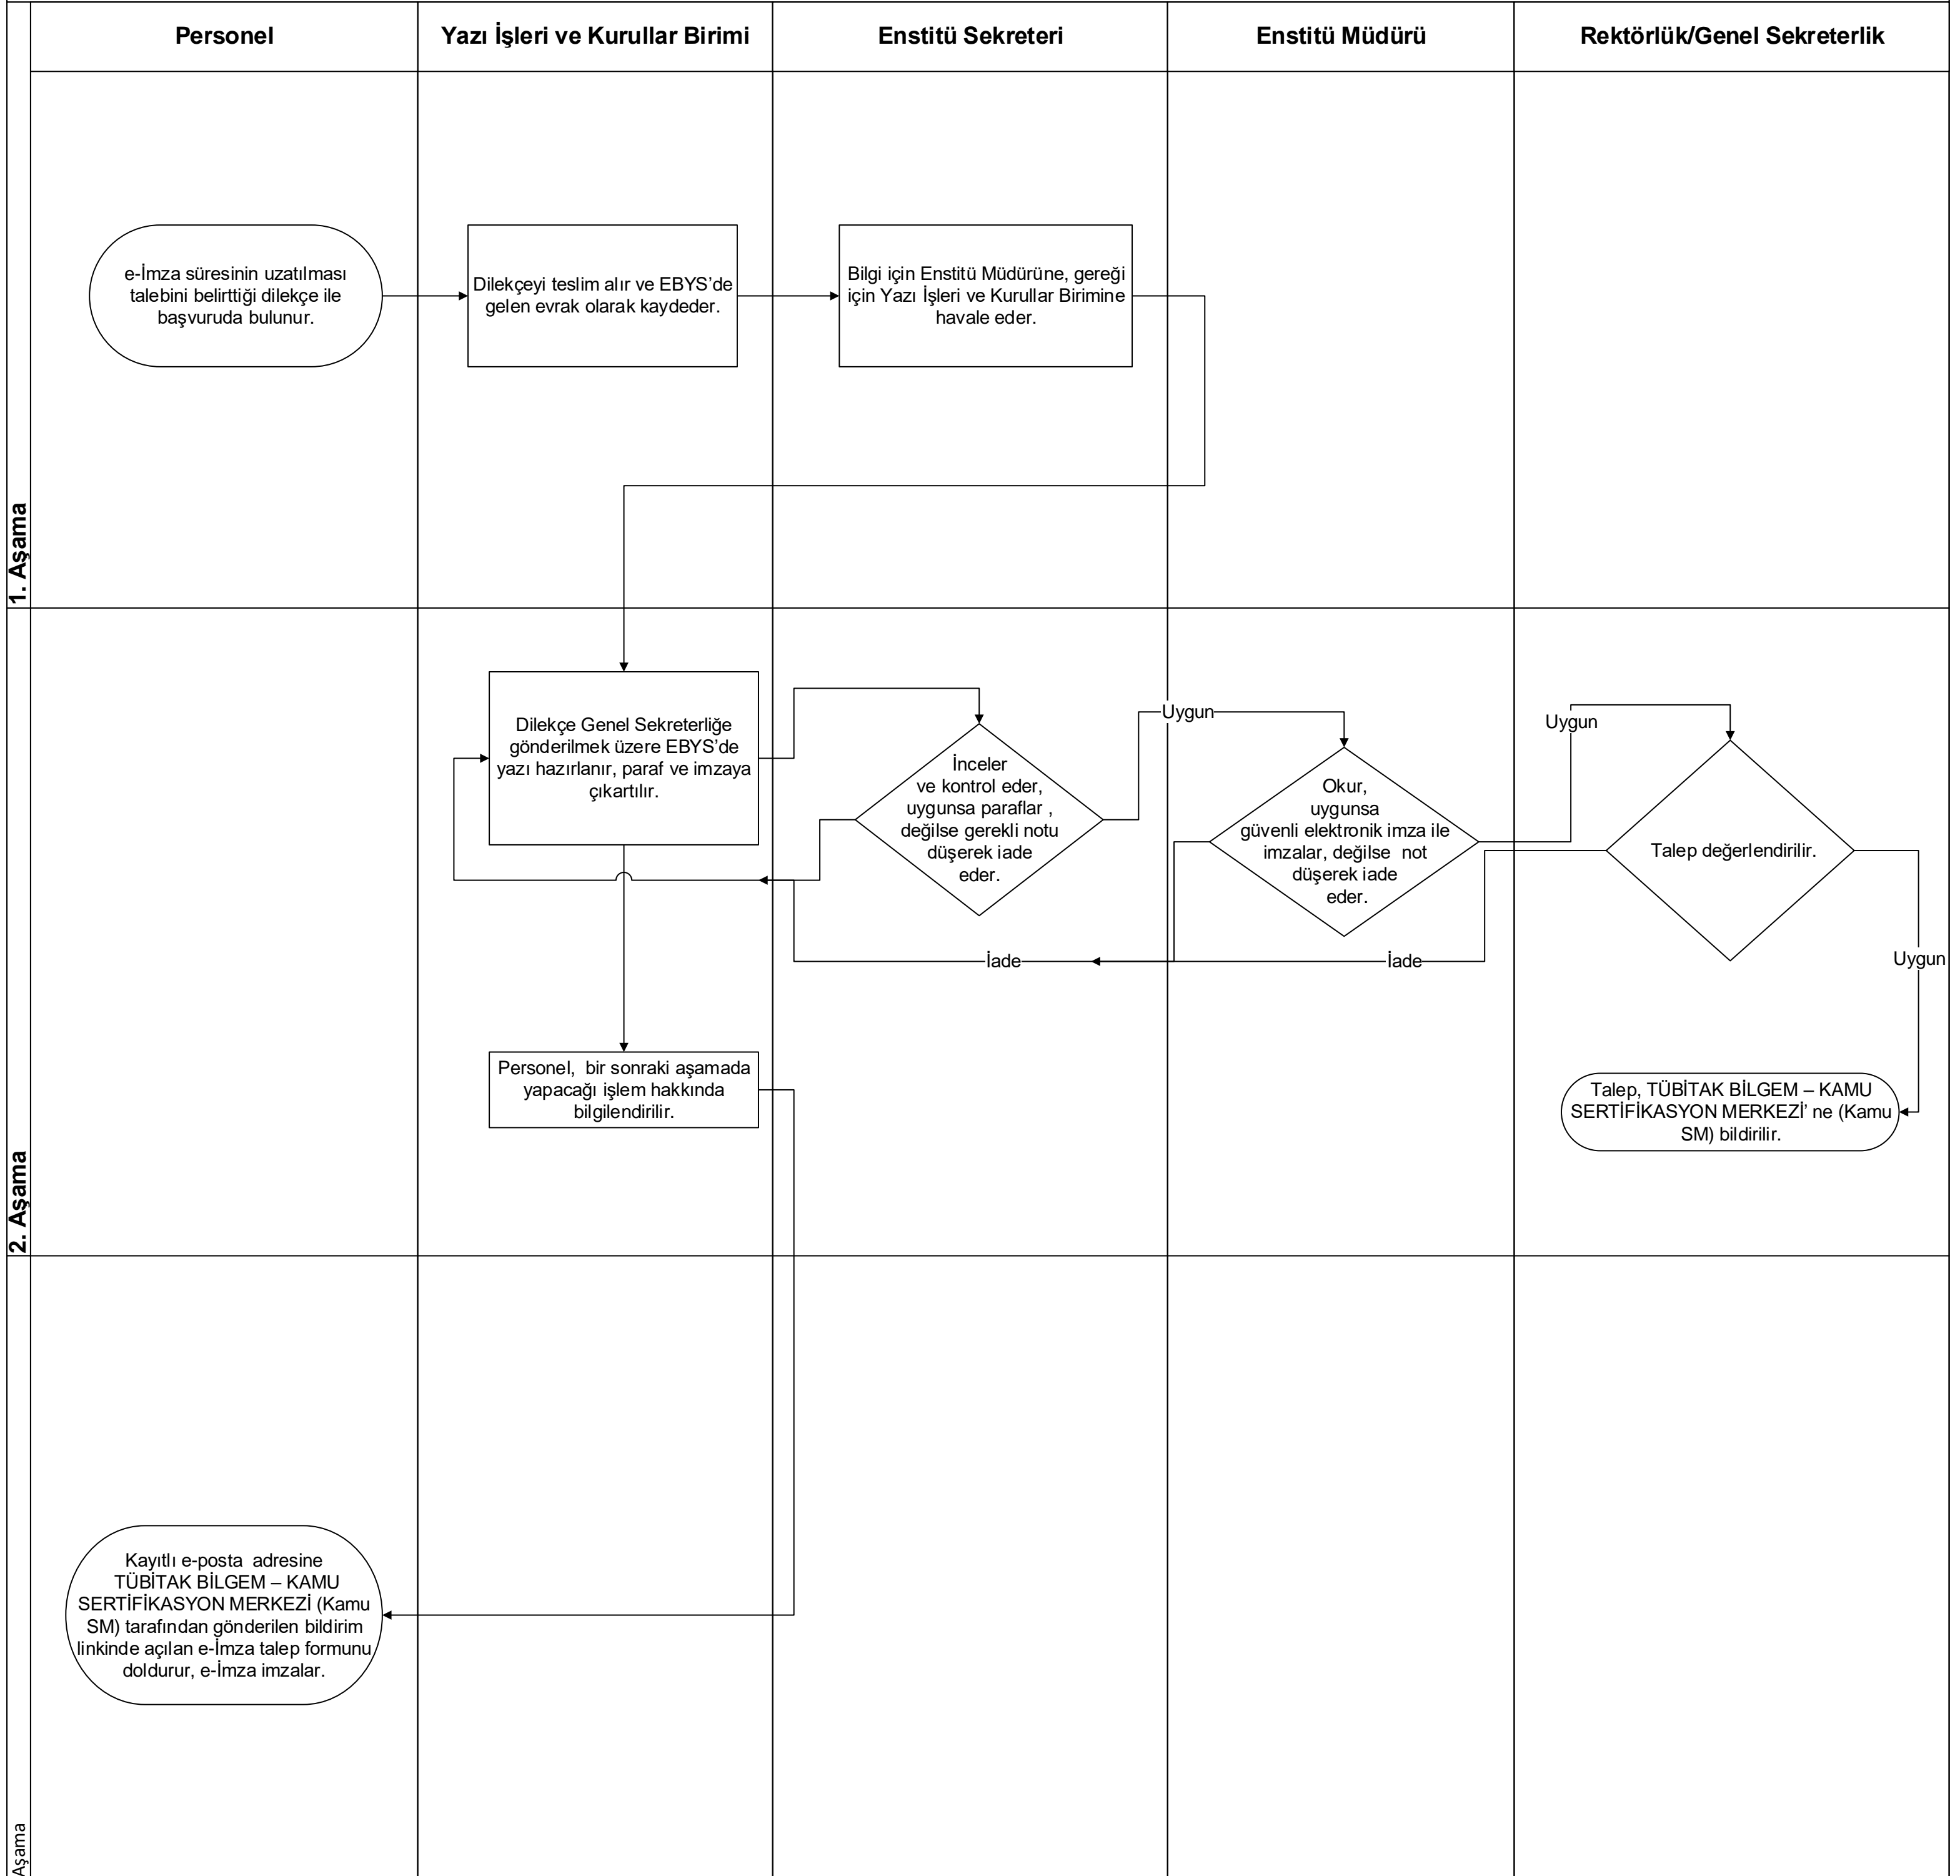 Personel
Yazı İşleri ve Kurullar Birimi
Enstitü Sekreteri
Enstitü Müdürü
Rektörlük/Genel Sekreterlik
1. Aşama
e-İmza süresinin uzatılması
talebini belirttiği dilekçe ile
başvuruda bulunur.
Dilekçeyi teslim alır ve EBYS’de
gelen evrak olarak kaydeder.
Bilgi için Enstitü Müdürüne, gereği
için Yazı İşleri ve Kurullar Birimine
havale eder.
2. Aşama
Dilekçe Genel Sekreterliğe
gönderilmek üzere EBYS’de
yazı hazırlanır, paraf ve imzaya
çıkartılır.
İnceler
ve kontrol eder,
uygunsa paraflar ,
değilse gerekli notu
düşerek iade
eder.
Uygun
Okur,
uygunsa
güvenli elektronik imza ile
imzalar, değilse  not
düşerek iade
eder.
Uygun
Talep değerlendirilir.
İade
İade
Uygun
Personel,  bir sonraki aşamada
yapacağı işlem hakkında
bilgilendirilir.
Talep, TÜBİTAK BİLGEM – KAMU
SERTİFİKASYON MERKEZİ’ ne (Kamu
SM) bildirilir.
Aşama
Kayıtlı e-posta  adresine
TÜBİTAK BİLGEM – KAMU
SERTİFİKASYON MERKEZİ (Kamu
SM) tarafından gönderilen bildirim
linkinde açılan e-İmza talep formunu
doldurur, e-İmza imzalar.